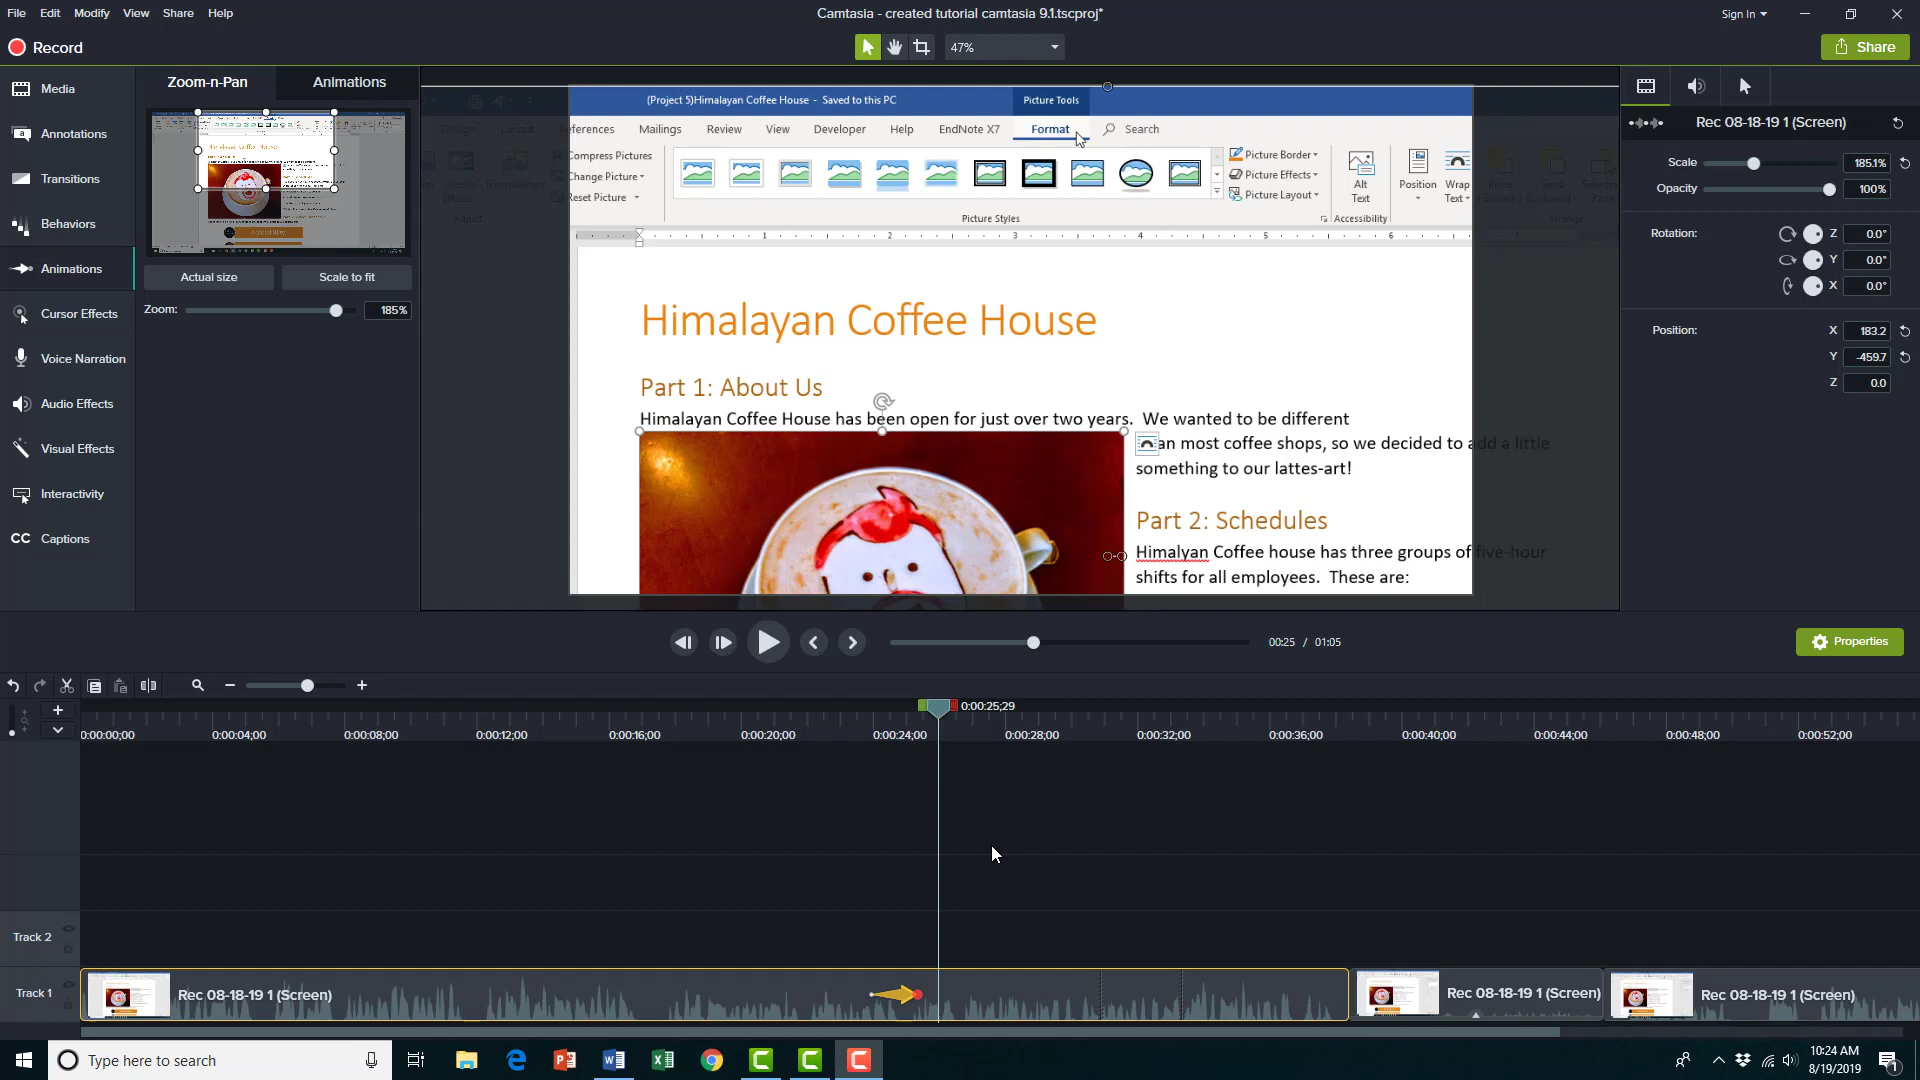 File Edit Modify View Share Help
Camtasia - created tutorial camtasia 9.1.tscproj*
Sign In
Record
47%
Share
Media
Annotations
Transitions
Behaviors
Animations
Cursor Effects
Voice Narration
Audio Effects
Visual Effects
Interactivity
CC Captions
Zoom-n-Pan
Animations
Actual size
Scale to fit
Zoom: 185%
(Project 5)Himalayan Coffee House - Saved to this PC
Picture Tools
eferences Mailings Review View Developer Help EndNote X7 Format Search
Compress Pictures
Change Picture
Reset Picture
Adjust
Picture Styles
Picture Border
Picture Effects
Picture Layout
Alt
Text
Accessibility
Position
Wrap
Text
Arrange
1 2 3 4 5 6
Himalayan Coffee House
Part 1: About Us
Himalayan Coffee House has been open for just over two years. We wanted to be different
an most coffee shops, so we decided to add a little
something to our lattes-art!
Part 2: Schedules
Himalyan Coffee house has three groups of five-hour
shifts for all employees. These are:
Rec 08-18-19 1 (Screen)
Scale 185.1%
Opacity 100%
Rotation: Z 0.0°
Y 0.0°
X 0.0°
Position: X 183.2
Y -459.7
Z 0.0
00:25 / 01:05
Properties
0:00:25;29
0:00:00;00 0:00:04;00 0:00:08;00 0:00:12;00 0:00:16;00 0:00:20;00 0:00:24;00 0:00:28;00 0:00:32;00 0:00:36;00 0:00:40;00 0:00:44;00 0:00:48;00 0:00:52;00
Track 2
Track 1
Rec 08-18-19 1 (Screen)
Rec 08-18-19 1 (Screen)
Rec 08-18-19 1 (Screen)
Type here to search
10:24 AM
8/19/2019
1